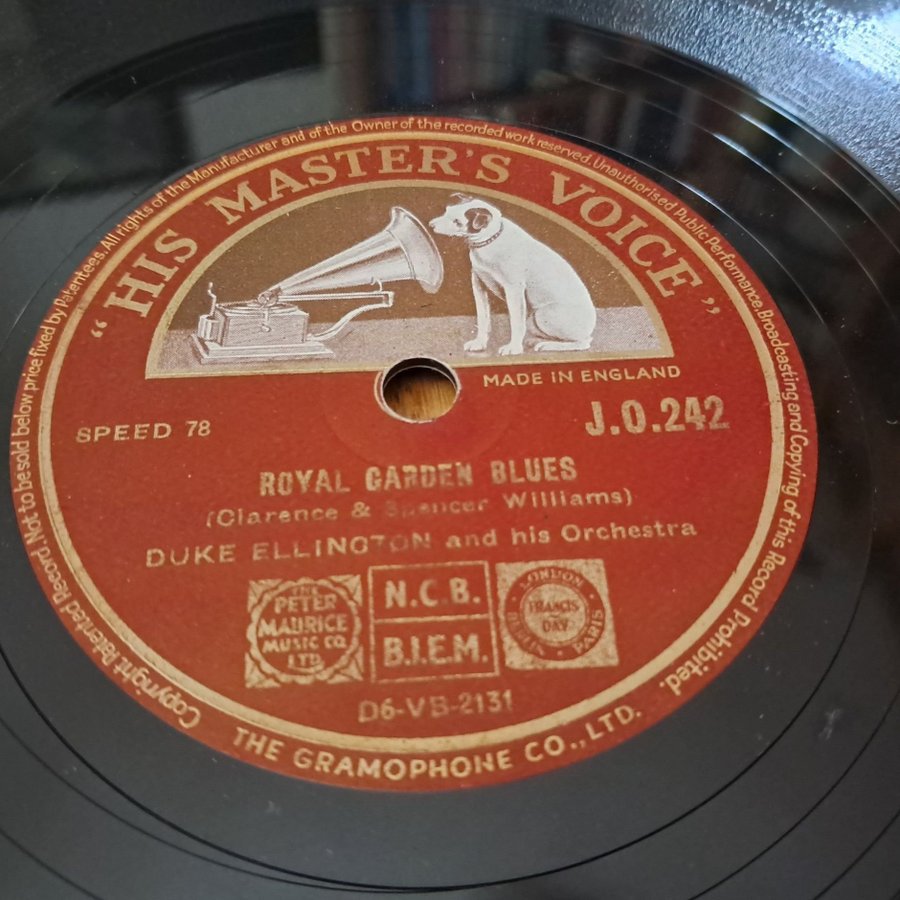 Copyright Patented Record. Not to be sold below price fixed by Patentees. All rights of the Manufacturer and of the Owner of the recorded work reserved. Unauthorised Public Performance. Broadcasting and Copying of this Record Prohibited.
"HIS MASTER'S VOICE"
MADE IN ENGLAND
SPEED 78
J.O.242
ROYAL GARDEN BLUES
(Clarence & Spencer Williams)
DUKE ELLINGTON and his Orchestra
THE
PETER
MAURICE
MUSIC CO
LTD.
N.C.B.
B.I.E.M.
LONDON
FRANCIS
DAY
BERLIN
PARIS
D6-VB-2131
THE GRAMOPHONE CO., LTD.